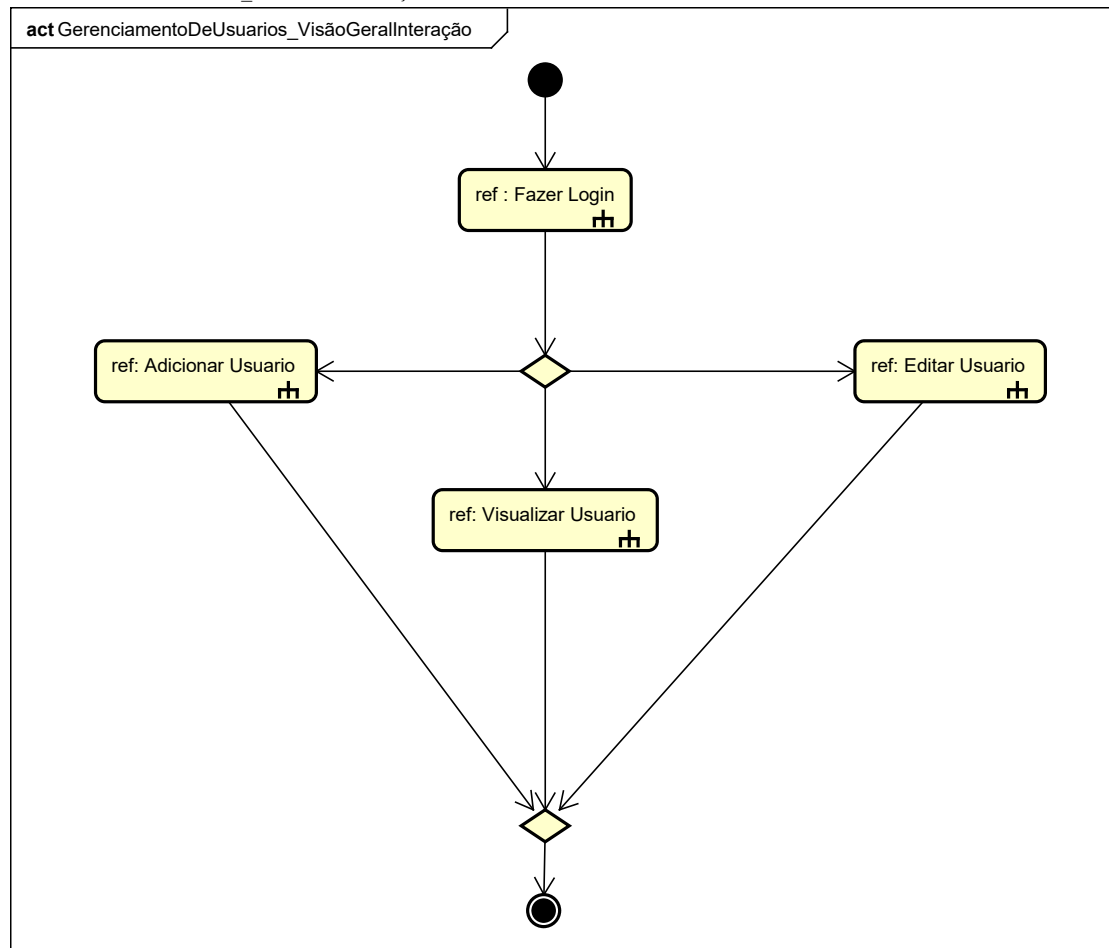 act GerenciamentoDeUsuarios_VisãoGeralInteração
ref : Fazer Login
ref: Adicionar Usuario
ref: Editar Usuario
ref: Visualizar Usuario